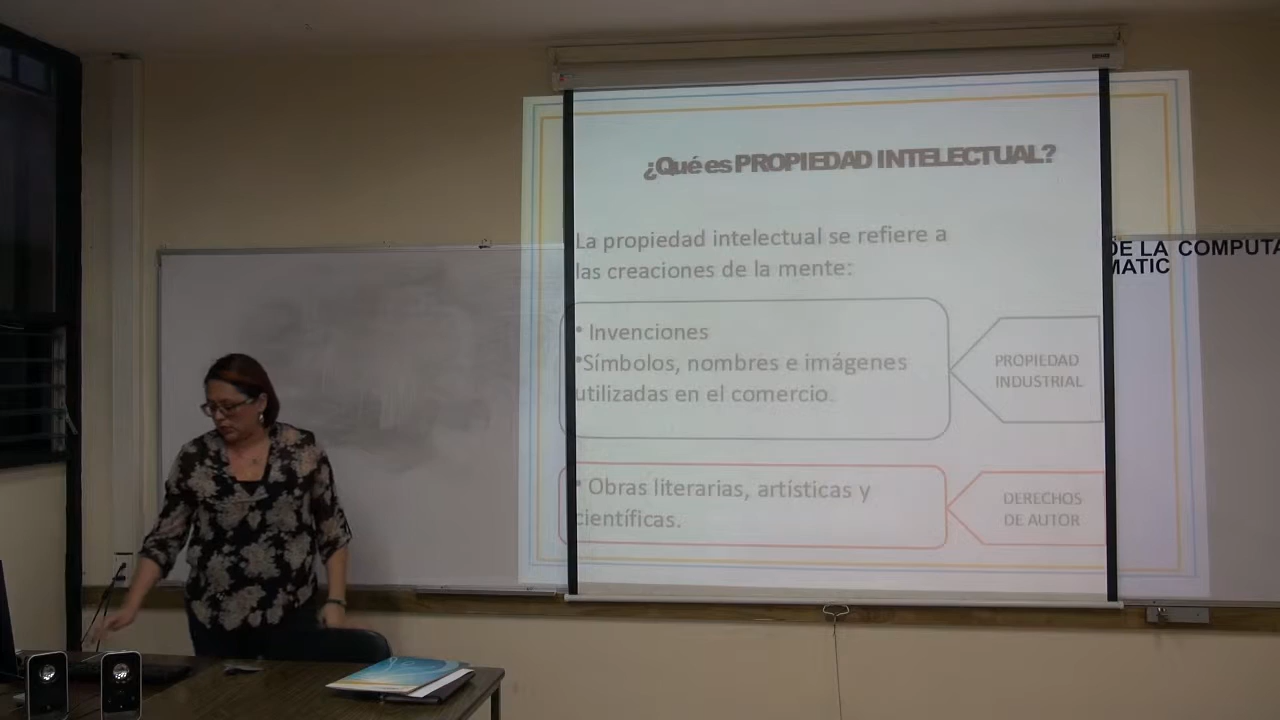 ¿Qué es PROPIEDAD INTELECTUAL?
La propiedad intelectual se refiere a
las creaciones de la mente:
• Invenciones
•Símbolos, nombres e imágenes
utilizadas en el comercio.
PROPIEDAD
INDUSTRIAL
• Obras literarias, artísticas y
científicas.
DERECHOS
DE AUTOR
DE LA COMPUTA
MATIC